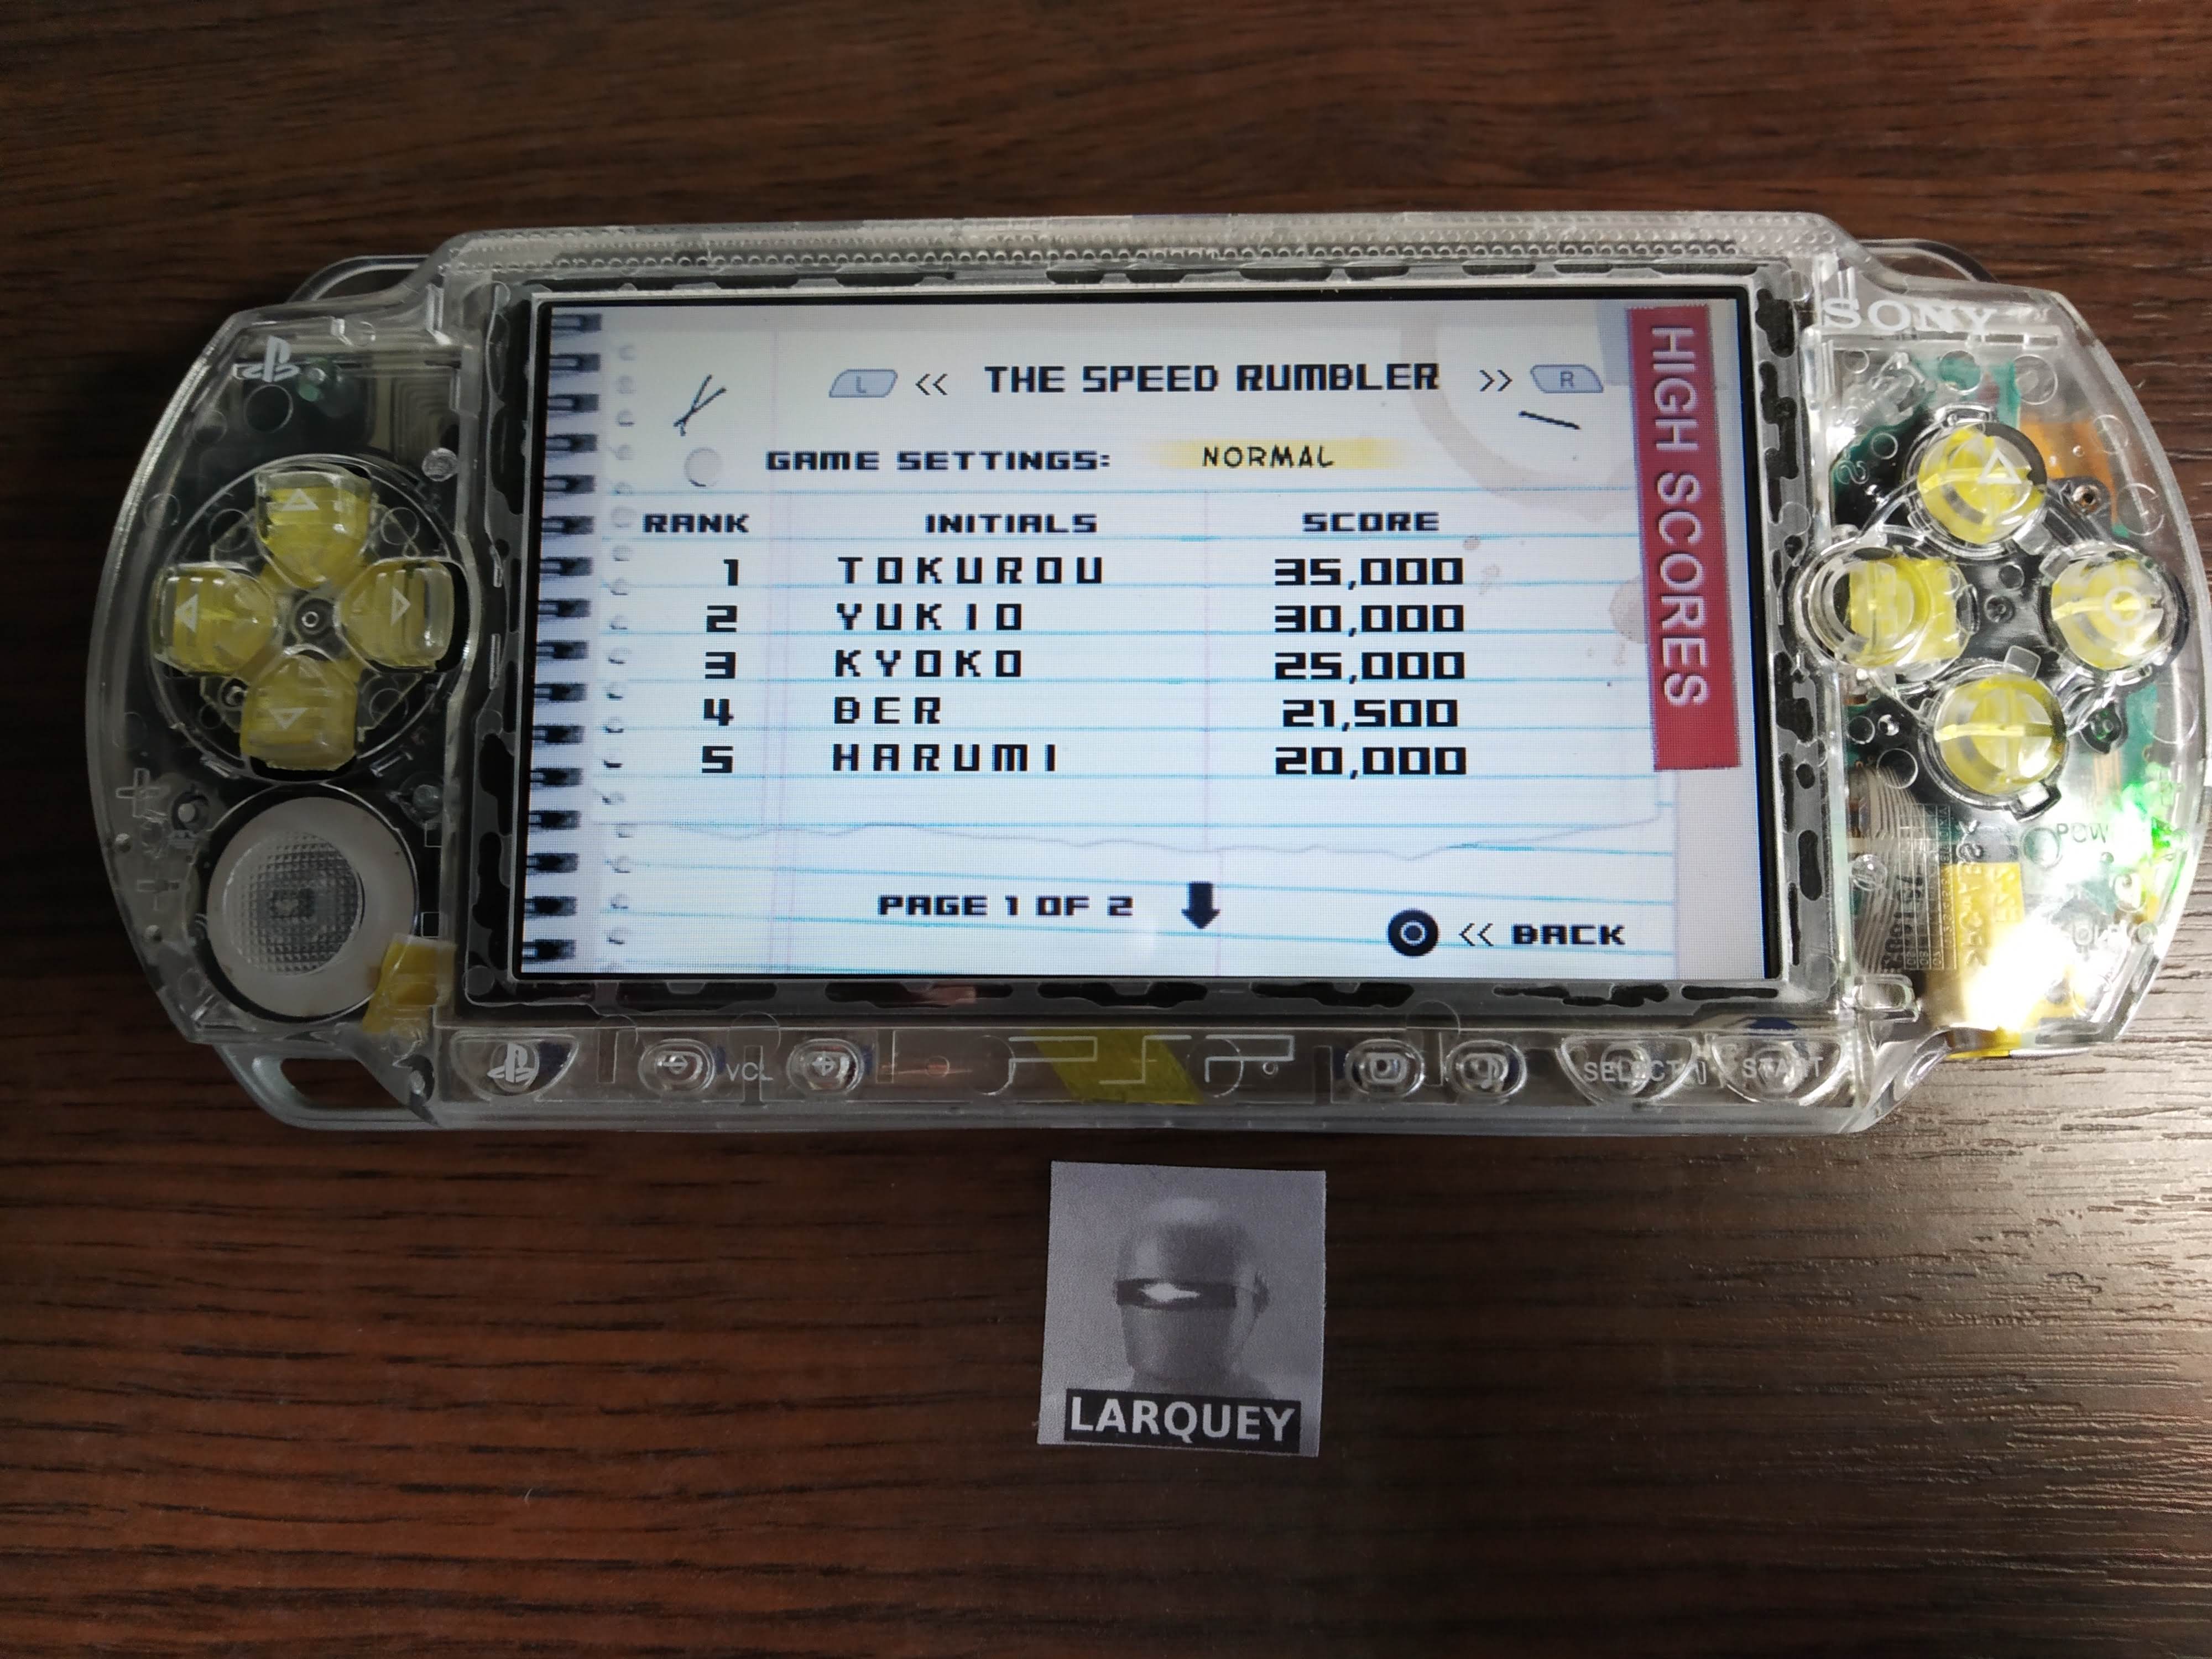 SONY
L << THE SPEED RUMBLER >> R
HIGH SCORES
GAME SETTINGS: NORMAL
RANK INITIALS SCORE
1 TOKUROU 35,000
2 YUKIO 30,000
3 KYOKO 25,000
4 BER 21,500
5 HARUMI 20,000
PAGE 1 OF 2
<< BACK
POW
VOL
PSP
SELECT
START
LARQUEY